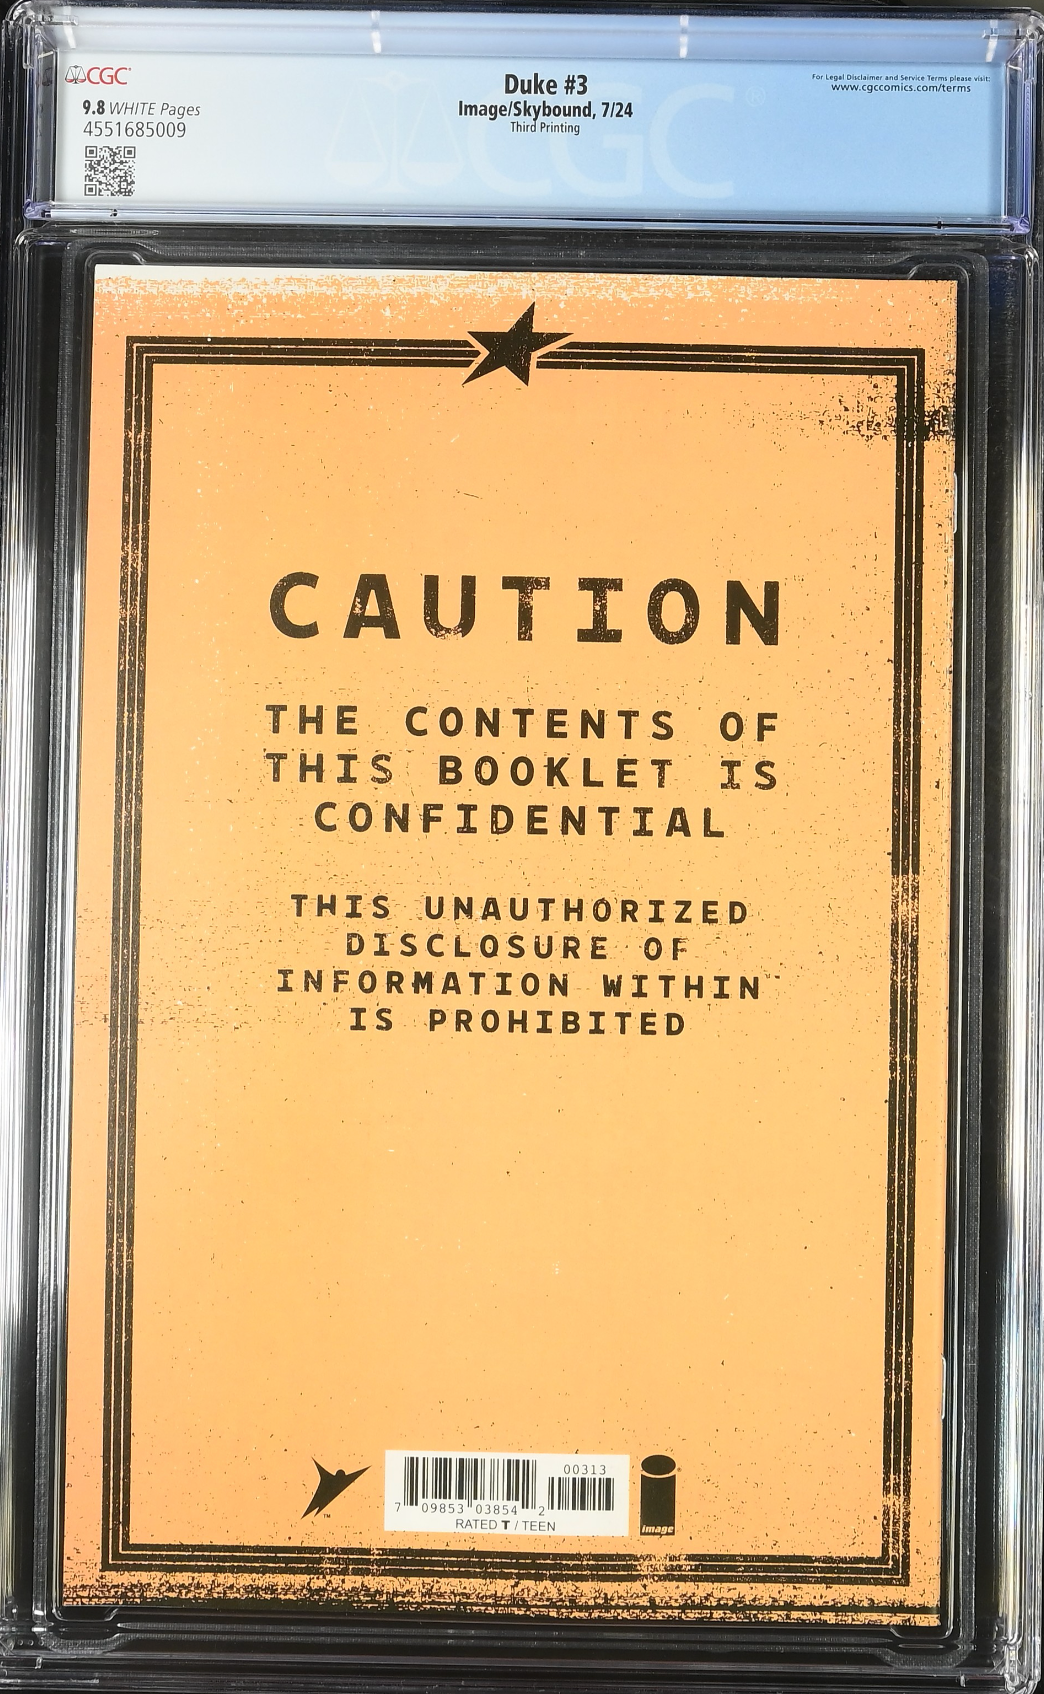 CGC
9.8 WHITE Pages
4551685009
Duke #3
Image/Skybound, 7/24
Third Printing
For Legal Disclaimer and Service Terms please visit:
www.cgccomics.com/terms
CGC®
CAUTION
THE CONTENTS OF
THIS BOOKLET IS
CONFIDENTIAL
THIS UNAUTHORIZED
DISCLOSURE OF
INFORMATION WITHIN
IS PROHIBITED
00313
7 09853 03854 2
RATED T / TEEN
TM
image